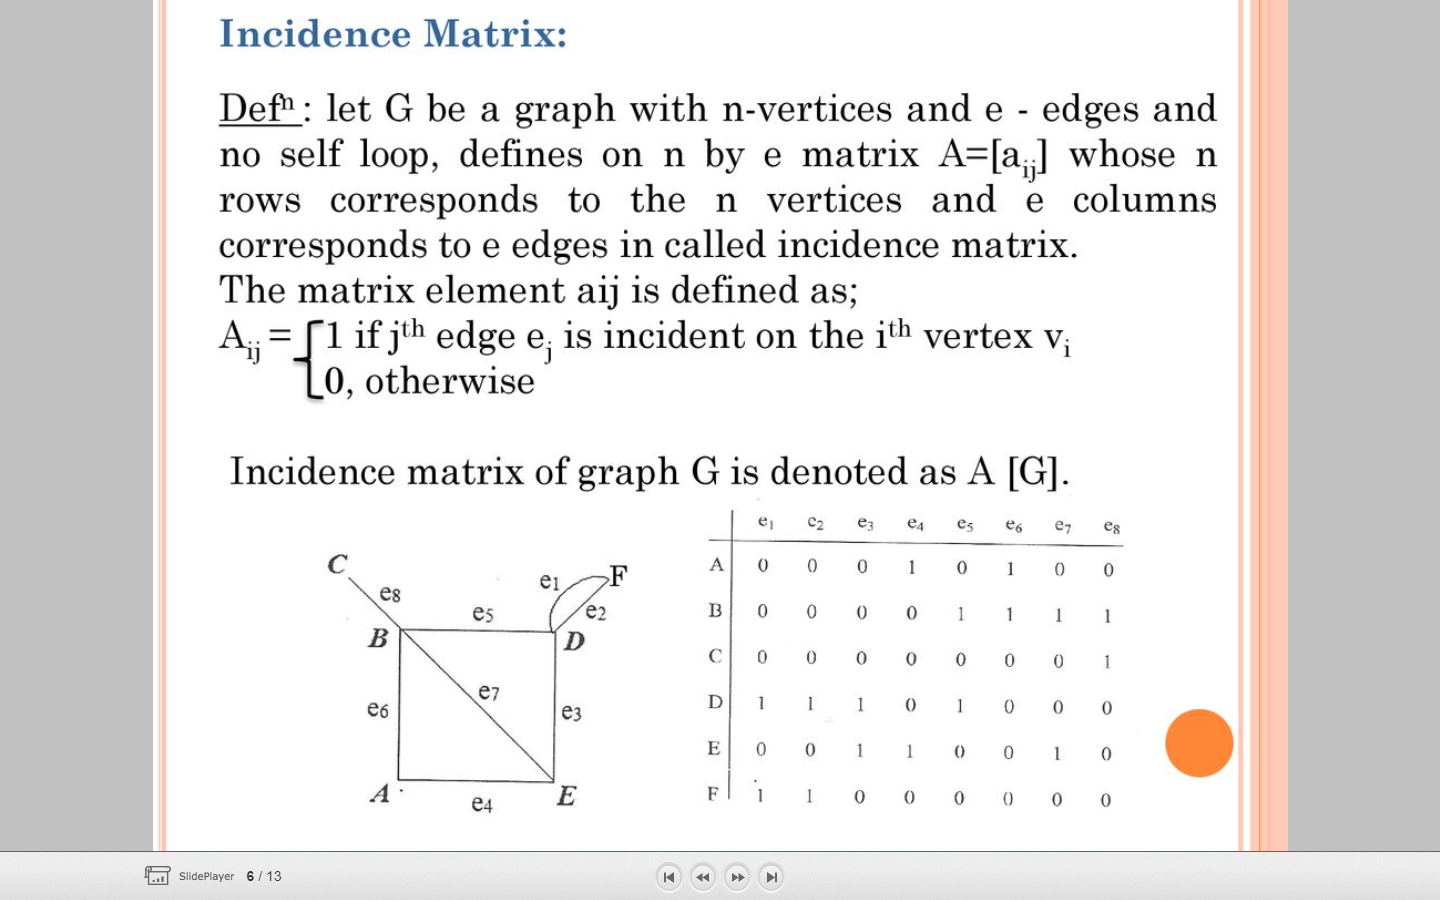 Incidence Matrix:
Defⁿ : let G be a graph with n-vertices and e - edges and
no self loop, defines on n by e matrix A=[aᵢⱼ] whose n
rows corresponds to the n vertices and e columns
corresponds to e edges in called incidence matrix.
The matrix element aij is defined as;
Aᵢⱼ = 1 if jᵗʰ edge eⱼ is incident on the iᵗʰ vertex vᵢ
0, otherwise
Incidence matrix of graph G is denoted as A [G].
C
e8
e5
e1
F
e2
B
D
e6
e7
e3
A
e4
E
e1 e2 e3 e4 e5 e6 e7 e8
A 0 0 0 1 0 1 0 0
B 0 0 0 0 1 1 1 1
C 0 0 0 0 0 0 0 1
D 1 1 1 0 1 0 0 0
E 0 0 1 1 0 0 1 0
F 1 1 0 0 0 0 0 0
SlidePlayer 6 / 13